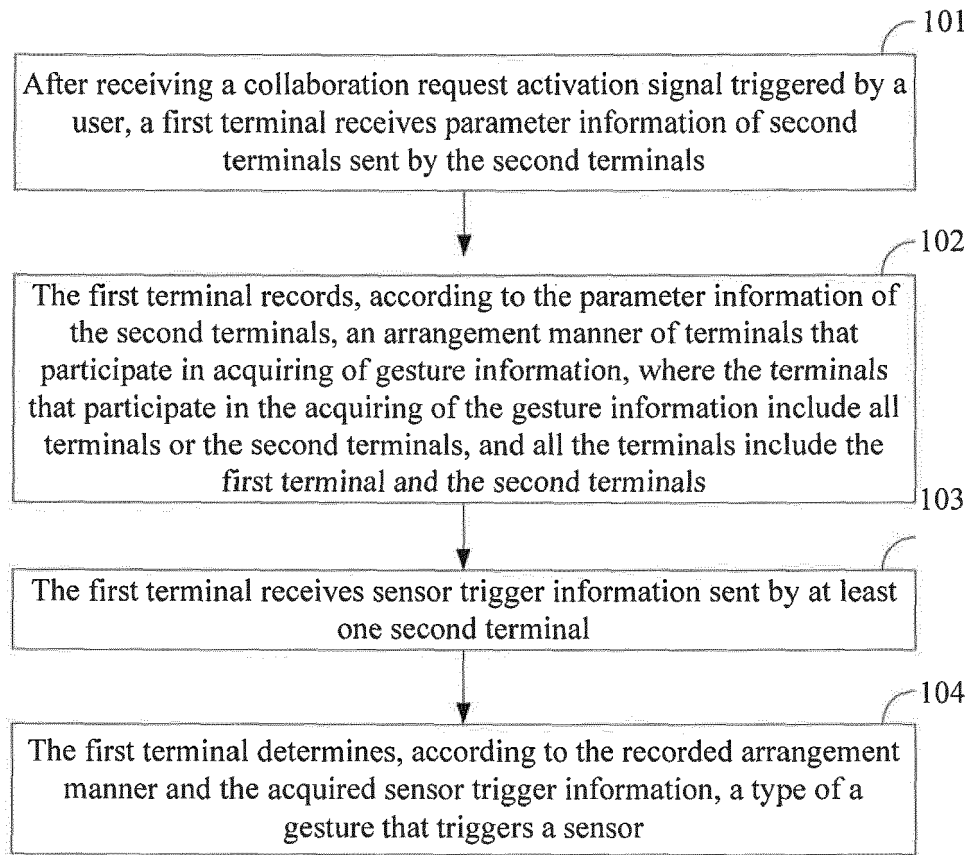 101
After receiving a collaboration request activation signal triggered by a
user, a first terminal receives parameter information of second
terminals sent by the second terminals
102
The first terminal records, according to the parameter information of
the second terminals, an arrangement manner of terminals that
participate in acquiring of gesture information, where the terminals
that participate in the acquiring of the gesture information include all
terminals or the second terminals, and all the terminals include the
first terminal and the second terminals
103
The first terminal receives sensor trigger information sent by at least
one second terminal
104
The first terminal determines, according to the recorded arrangement
manner and the acquired sensor trigger information, a type of a
gesture that triggers a sensor